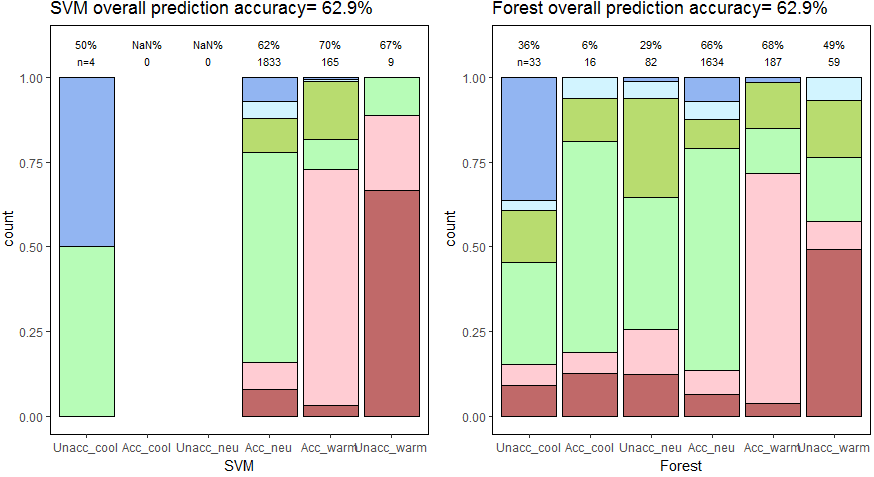 SVM overall prediction accuracy= 62.9%
50% NaN% NaN% 62% 70% 67%
n=4 0 0 1833 165 9
1.00
0.75
0.50
0.25
0.00
count
Unacc_cool Acc_cool Unacc_neu Acc_neu Acc_warm Unacc_warm
SVM
Forest overall prediction accuracy= 62.9%
36% 6% 29% 66% 68% 49%
n=33 16 82 1634 187 59
1.00
0.75
0.50
0.25
0.00
count
Unacc_cool Acc_cool Unacc_neu Acc_neu Acc_warm Unacc_warm
Forest